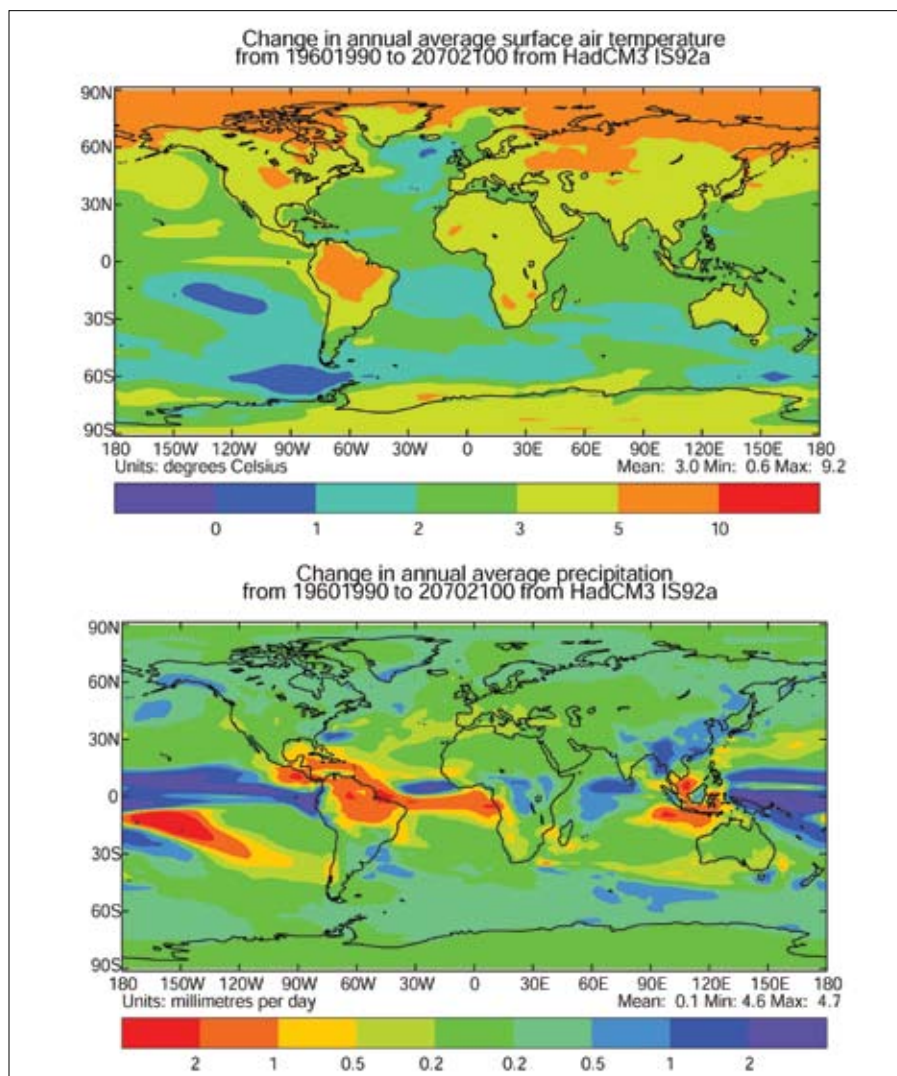 Change in annual average surface air temperature
from 19601990 to 20702100 from HadCM3 IS92a
90N
60N
30N
0
30S
60S
90S
180 150W 120W 90W 60W 30W 0 30E 60E 90E 120E 150E 180
Units: degrees Celsius Mean: 3.0 Min: 0.6 Max: 9.2
0 1 2 3 5 10
Change in annual average precipitation
from 19601990 to 20702100 from HadCM3 IS92a
90N
60N
30N
0
30S
60S
90S
180 150W 120W 90W 60W 30W 0 30E 60E 90E 120E 150E 180
Units: millimetres per day Mean: 0.1 Min: 4.6 Max: 4.7
2 1 0.5 0.2 0.2 0.5 1 2